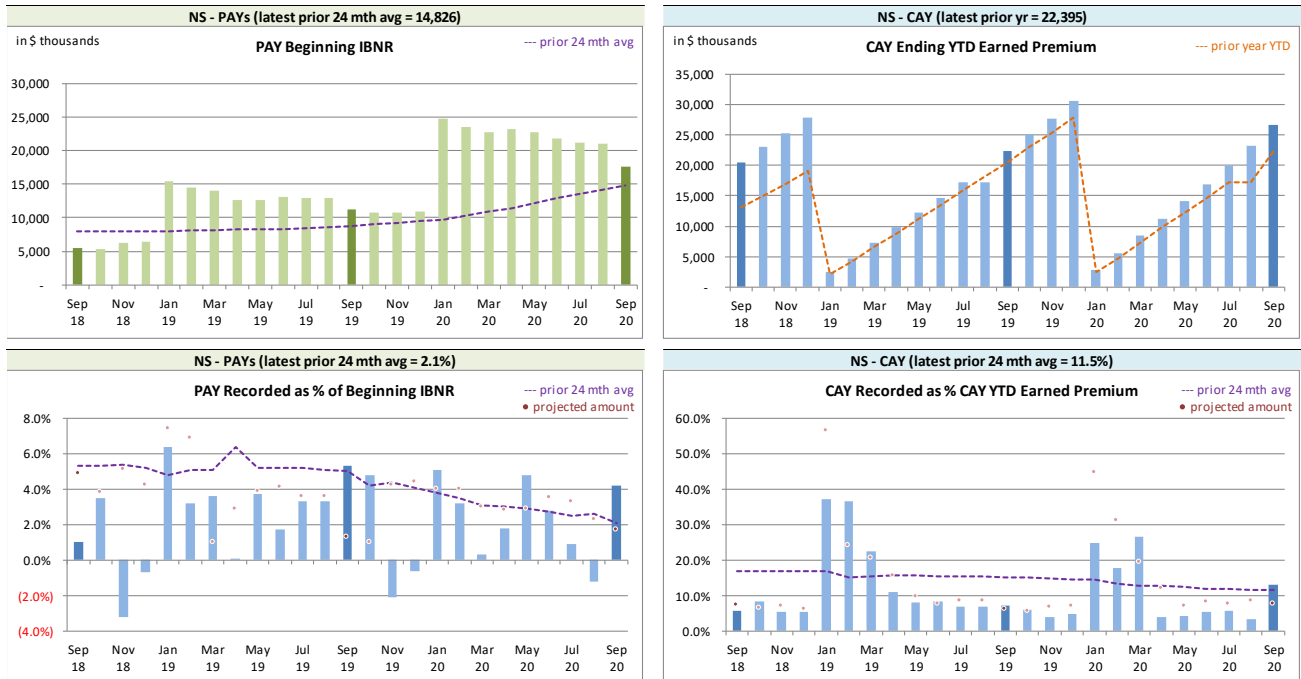 NS - PAYs (latest prior 24 mth avg = 14,826)
in $ thousands
PAY Beginning IBNR
--- prior 24 mth avg
30,000
25,000
20,000
15,000
10,000
5,000
-
Sep Nov Jan Mar May Jul Sep Nov Jan Mar May Jul Sep
18 18 19 19 19 19 19 19 20 20 20 20 20
NS - CAY (latest prior yr = 22,395)
in $ thousands
CAY Ending YTD Earned Premium
--- prior year YTD
35,000
30,000
25,000
20,000
15,000
10,000
5,000
-
Sep Nov Jan Mar May Jul Sep Nov Jan Mar May Jul Sep
18 18 19 19 19 19 19 19 20 20 20 20 20
NS - PAYs (latest prior 24 mth avg = 2.1%)
PAY Recorded as % of Beginning IBNR
--- prior 24 mth avg
• projected amount
8.0%
6.0%
4.0%
2.0%
0.0%
(2.0%)
(4.0%)
Sep Nov Jan Mar May Jul Sep Nov Jan Mar May Jul Sep
18 18 19 19 19 19 19 19 20 20 20 20 20
NS - CAY (latest prior 24 mth avg = 11.5%)
CAY Recorded as % CAY YTD Earned Premium
--- prior 24 mth avg
• projected amount
60.0%
50.0%
40.0%
30.0%
20.0%
10.0%
0.0%
Sep Nov Jan Mar May Jul Sep Nov Jan Mar May Jul Sep
18 18 19 19 19 19 19 19 20 20 20 20 20